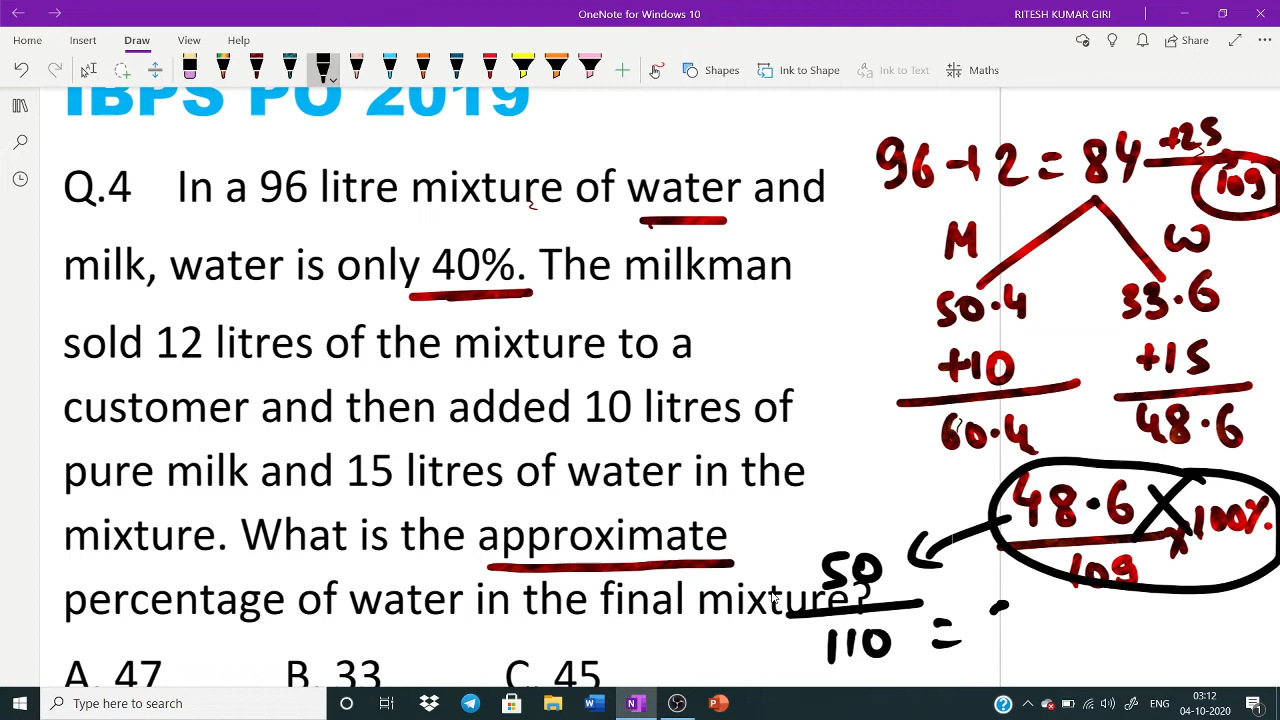 OneNote for Windows 10
RITESH KUMAR GIRI
Home Insert Draw View Help
Share
Shapes Ink to Shape Ink to Text Maths
IBPS PO 2019
Q.4 In a 96 litre mixture of water and
milk, water is only 40%. The milkman
sold 12 litres of the mixture to a
customer and then added 10 litres of
pure milk and 15 litres of water in the
mixture. What is the approximate
percentage of water in the final mixture?
A. 47 B. 33 C. 45
96+2=84 +25 109
M W
50.4 33.6
+10 +15
60.4 48.6
48.6 X 100%
109
50
110 =
Type here to search
ENG
03:12
04-10-2020